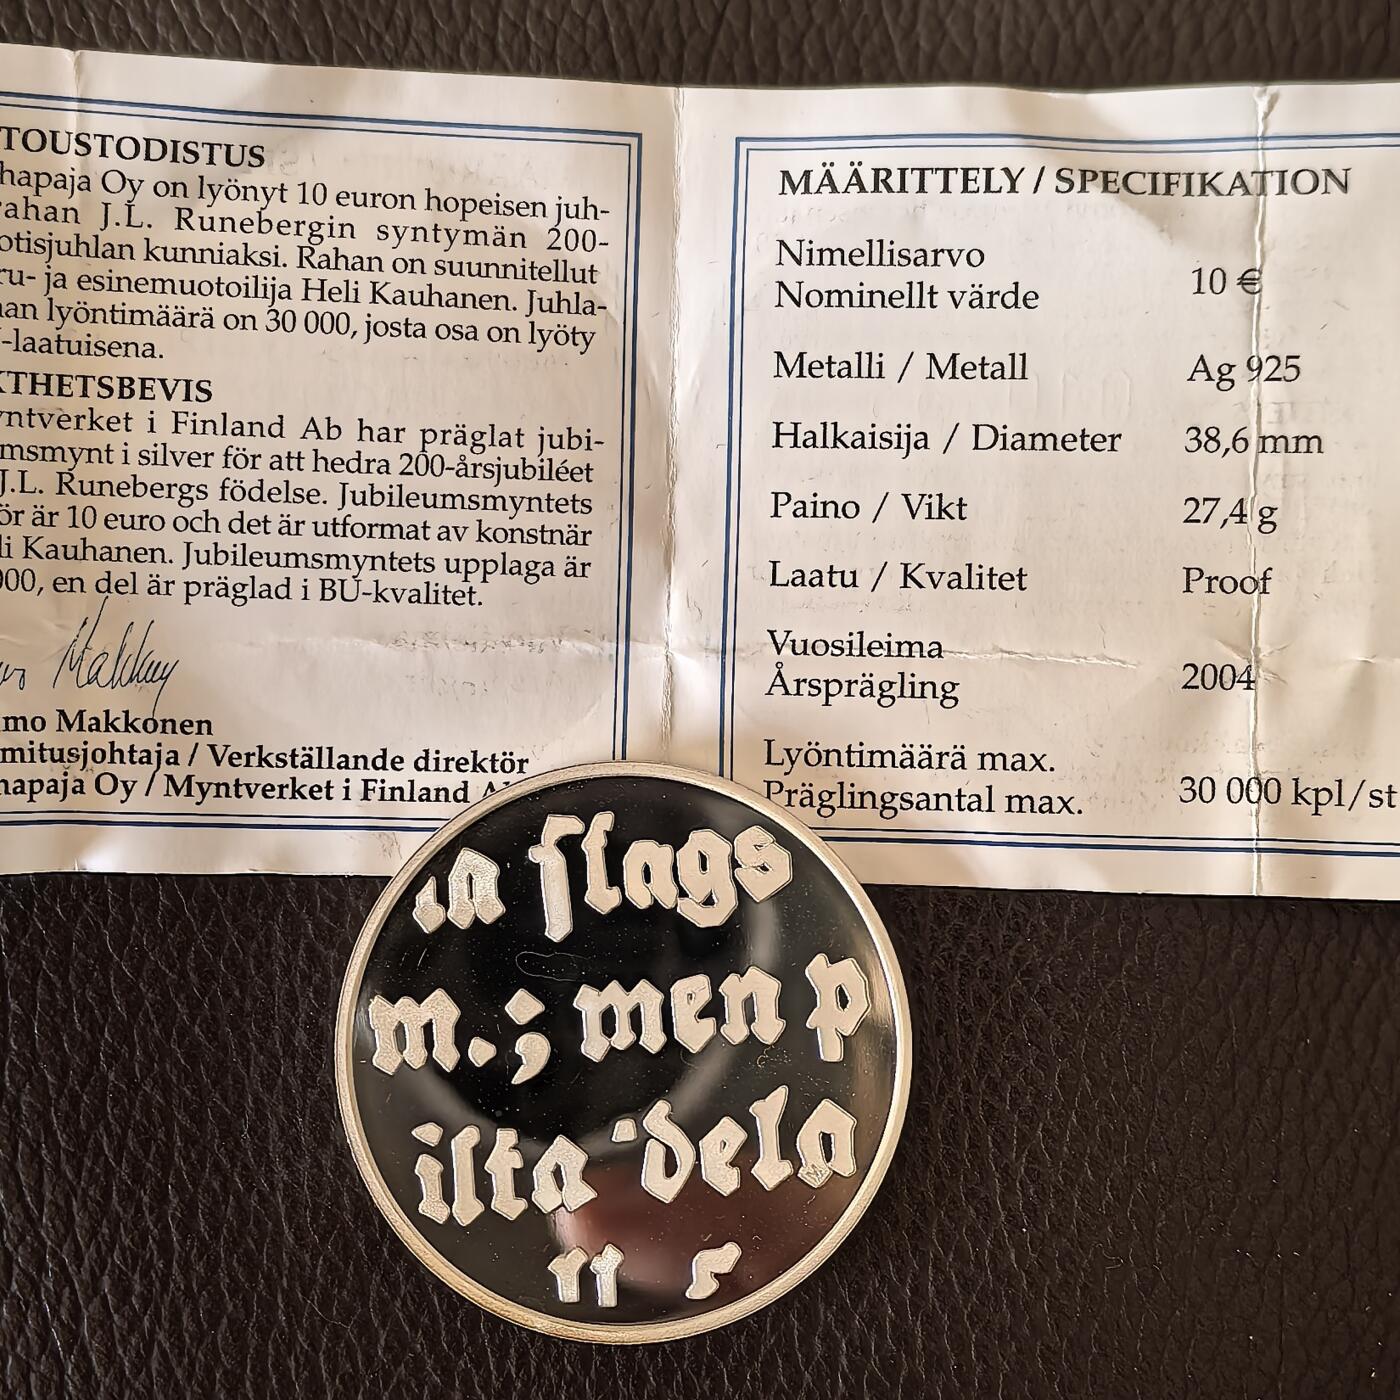 TOUSTODISTUS
hapaja Oy on lyönyt 10 euron hopeisen juh-
rahan J.L. Runebergin syntymän 200-
otisjuhlan kunniaksi. Rahan on suunnitellut
ru- ja esinemuotoilija Heli Kauhanen. Juhla-
an lyöntimäärä on 30 000, josta osa on lyöty
-laatuisena.
KTHETSBEVIS
yntverket i Finland Ab har präglat jubi-
msmynt i silver för att hedra 200-årsjubiléet
J.L. Runebergs födelse. Jubileumsmyntets
ör är 10 euro och det är utformat av konstnär
li Kauhanen. Jubileumsmyntets upplaga är
000, en del är präglad i BU-kvalitet.
Makkonen
mo Makkonen
mitusjohtaja / Verkställande direktör
hapaja Oy / Myntverket i Finland A
MÄÄRITTELY / SPECIFIKATION
Nimellisarvo
Nominellt värde 10 €
Metalli / Metall Ag 925
Halkaisija / Diameter 38,6 mm
Paino / Vikt 27,4 g
Laatu / Kvalitet Proof
Vuosileima
Årsprägling 2004
Lyöntimäärä max.
Präglingsantal max. 30 000 kpl/st
a ſlags
m.; men p
ilta dela
M